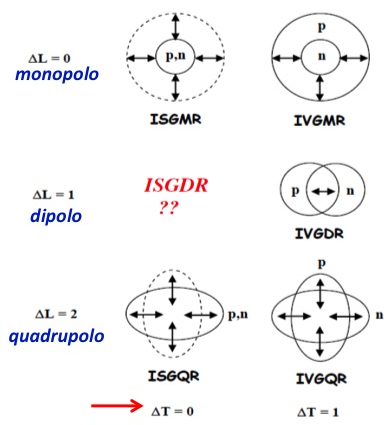 p
ΔL = 0
monopolo
p,n
n
ISGMR
IVGMR
ΔL = 1
dipolo
ISGDR
??
p
n
IVGDR
p
ΔL = 2
quadrupolo
p,n
n
ISGQR
IVGQR
ΔT = 0
ΔT = 1